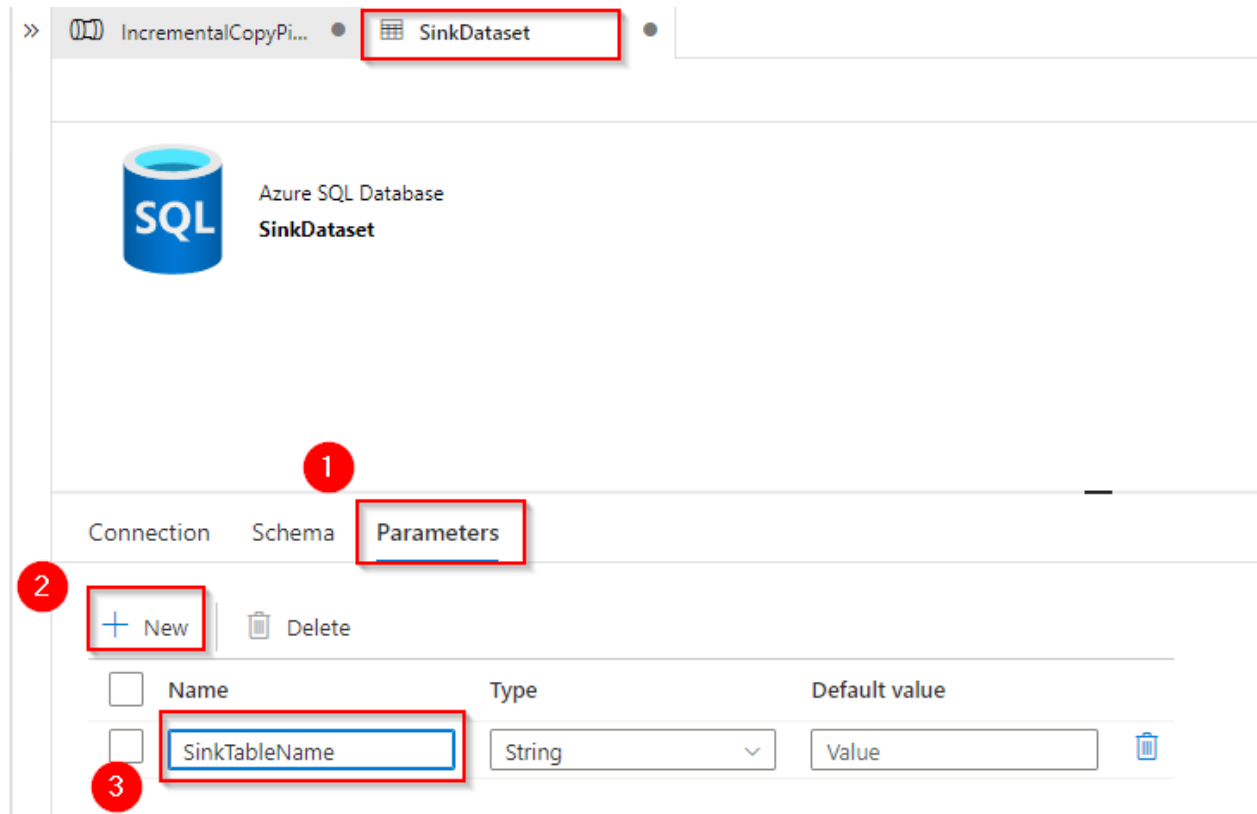 » IncrementalCopyPi... ● SinkDataset ●
Azure SQL Database
SQL
SinkDataset
1
Connection Schema Parameters
2
+ New Delete
Name Type Default value
SinkTableName String Value
3